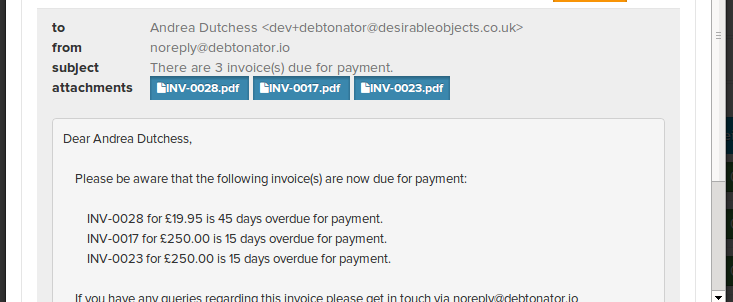 to Andrea Dutchess <dev+debtonator@desirableobjects.co.uk>
from noreply@debtonator.io
subject There are 3 invoice(s) due for payment.
attachments INV-0028.pdf INV-0017.pdf INV-0023.pdf
Dear Andrea Dutchess,
Please be aware that the following invoice(s) are now due for payment:
INV-0028 for £19.95 is 45 days overdue for payment.
INV-0017 for £250.00 is 15 days overdue for payment.
INV-0023 for £250.00 is 15 days overdue for payment.
If you have any queries regarding this invoice please get in touch via noreply@debtonator.io